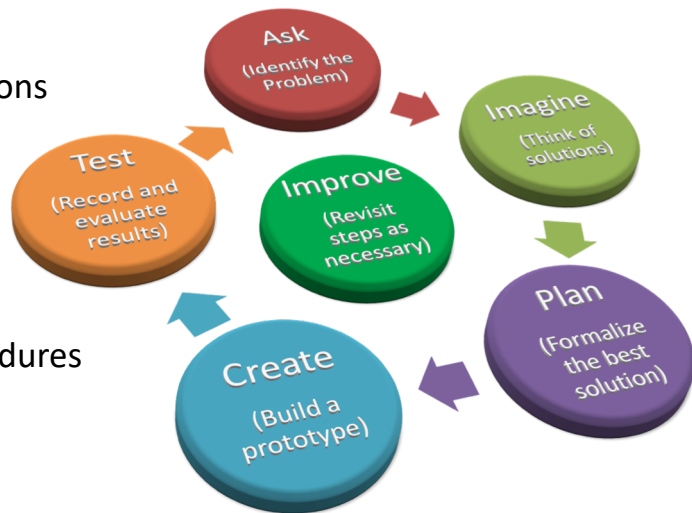 ons
dures
Ask
(Identify the
Problem)
Imagine
(Think of
solutions)
Plan
(Formalize
the best
solution)
Create
(Build a
prototype)
Test
(Record and
evaluate
results)
Improve
(Revisit
steps as
necessary)